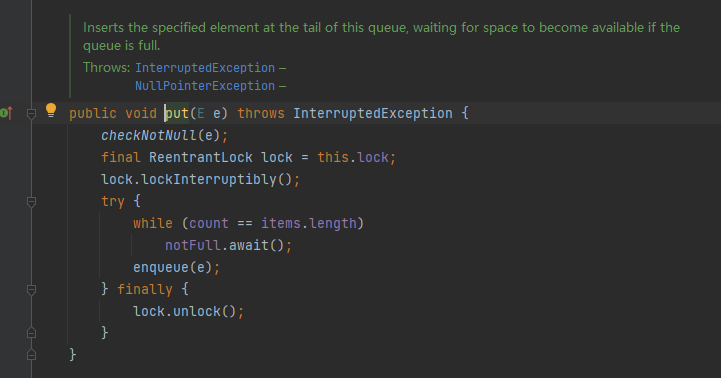 Inserts the specified element at the tail of this queue, waiting for space to become available if the
queue is full.
Throws: InterruptedException –
NullPointerException –
public void put(E e) throws InterruptedException {
checkNotNull(e);
final ReentrantLock lock = this.lock;
lock.lockInterruptibly();
try {
while (count == items.length)
notFull.await();
enqueue(e);
} finally {
lock.unlock();
}
}